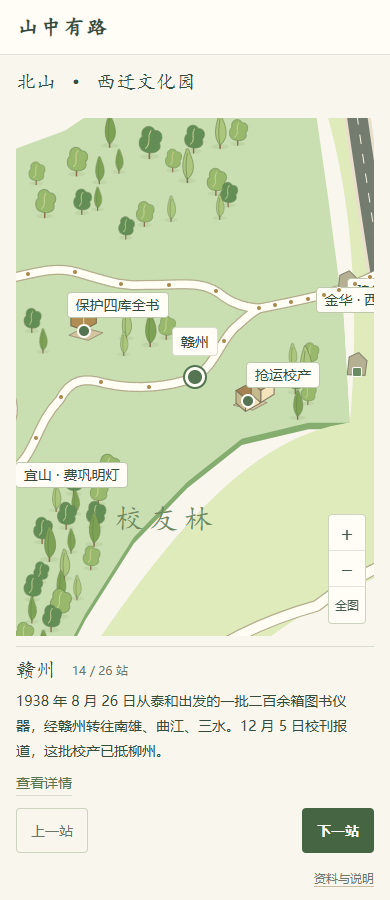 山中有路
北山 • 西迁文化园
保护四库全书
金华 · 西
赣州
抢运校产
宜山 · 费巩明灯
校友林
+
−
全图
赣州 14 / 26 站
1938 年 8 月 26 日从泰和出发的一批二百余箱图书仪
器，经赣州转往南雄、曲江、三水。12 月 5 日校刊报
道，这批校产已抵柳州。
查看详情
上一站
下一站
资料与说明